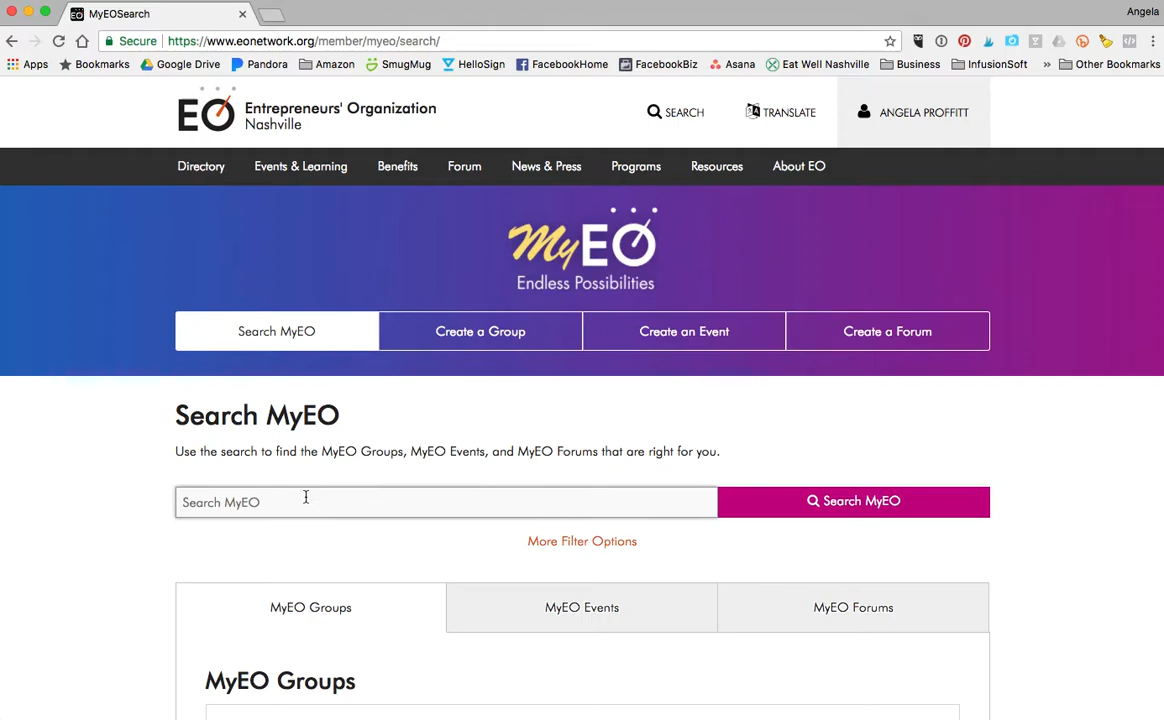 MyEOSearch
Angela
Secure https://www.eonetwork.org/member/myeo/search/
Apps Bookmarks Google Drive Pandora Amazon SmugMug HelloSign FacebookHome FacebookBiz Asana Eat Well Nashville Business InfusionSoft » Other Bookmarks
EO Entrepreneurs' Organization
Nashville
SEARCH TRANSLATE ANGELA PROFFITT
Directory Events & Learning Benefits Forum News & Press Programs Resources About EO
MyEO
Endless Possibilities
Search MyEO Create a Group Create an Event Create a Forum
Search MyEO
Use the search to find the MyEO Groups, MyEO Events, and MyEO Forums that are right for you.
Search MyEO Search MyEO
More Filter Options
MyEO Groups MyEO Events MyEO Forums
MyEO Groups